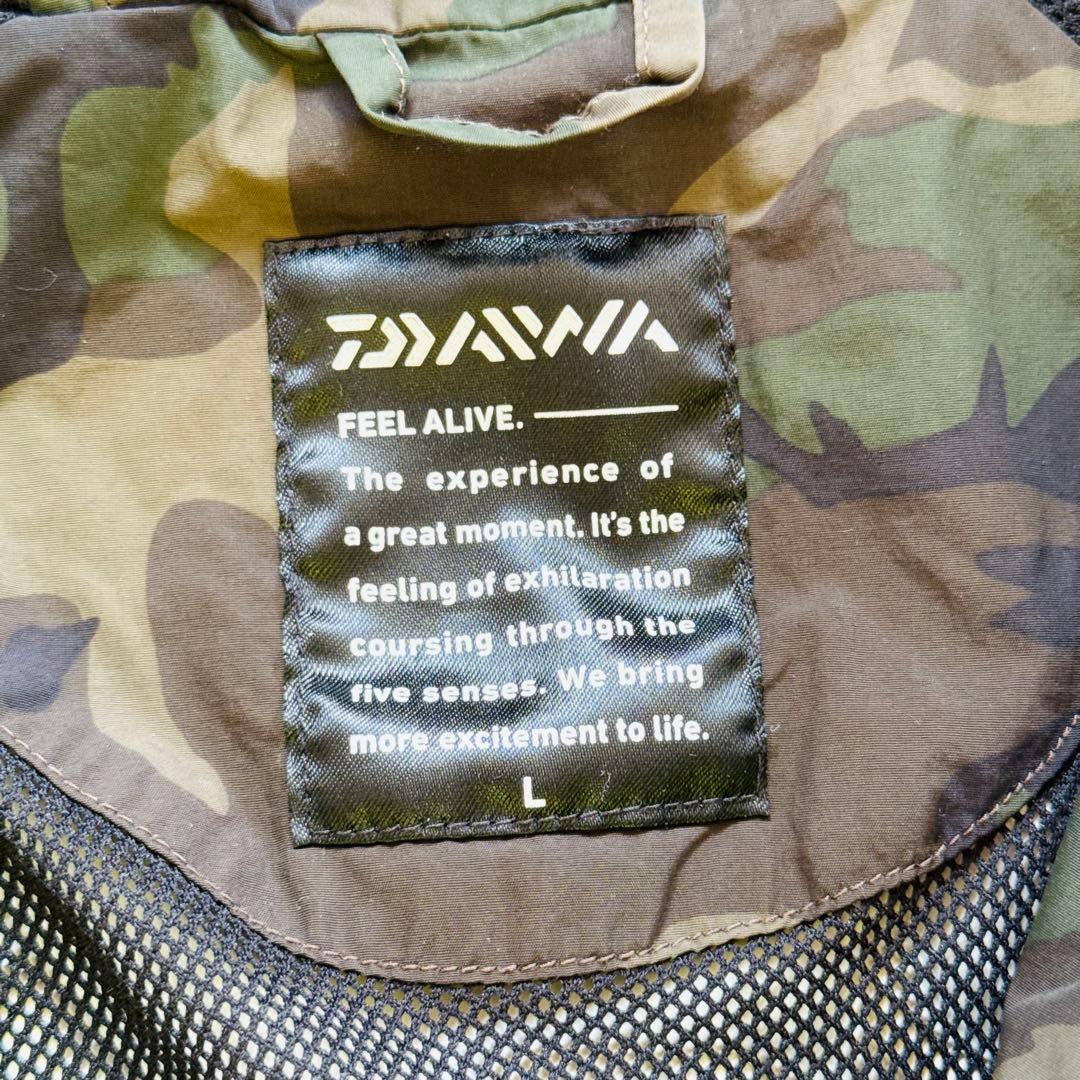 DAIWA
FEEL ALIVE.
The experience of
a great moment. It's the
feeling of exhilaration
coursing through the
five senses. We bring
more excitement to life.
L